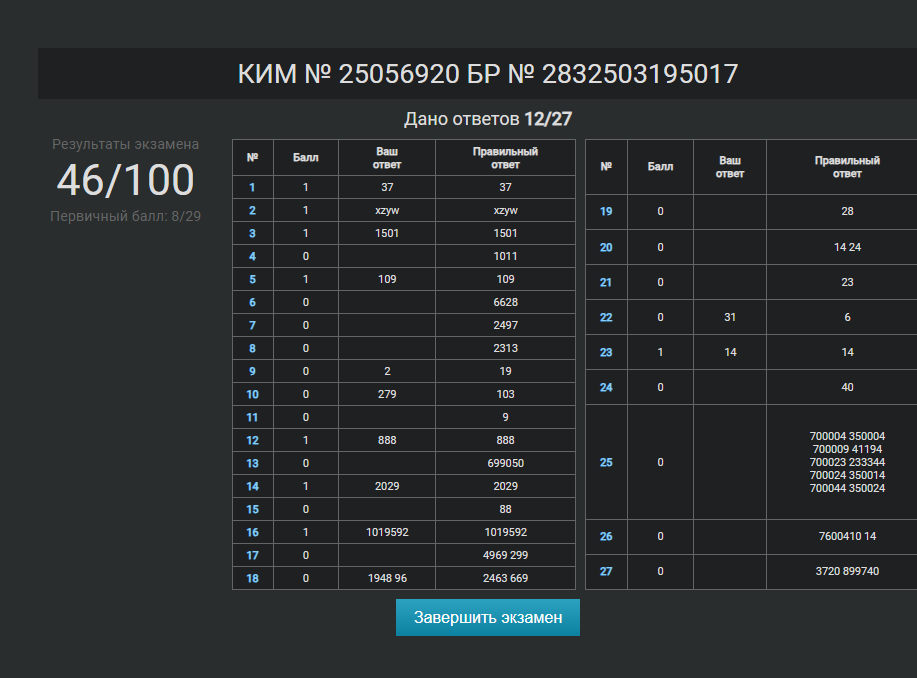 КИМ № 25056920 БР № 2832503195017
Дано ответов 12/27
Результаты экзамена
46/100
Первичный балл: 8/29
№ Балл Ваш ответ Правильный ответ
1 1 37 37
2 1 xzyw xzyw
3 1 1501 1501
4 0 1011
5 1 109 109
6 0 6628
7 0 2497
8 0 2313
9 0 2 19
10 0 279 103
11 0 9
12 1 888 888
13 0 699050
14 1 2029 2029
15 0 88
16 1 1019592 1019592
17 0 4969 299
18 0 1948 96 2463 669
№ Балл Ваш ответ Правильный ответ
19 0 28
20 0 14 24
21 0 23
22 0 31 6
23 1 14 14
24 0 40
25 0 700004 350004
700009 41194
700023 233344
700024 350014
700044 350024
26 0 7600410 14
27 0 3720 899740
Завершить экзамен